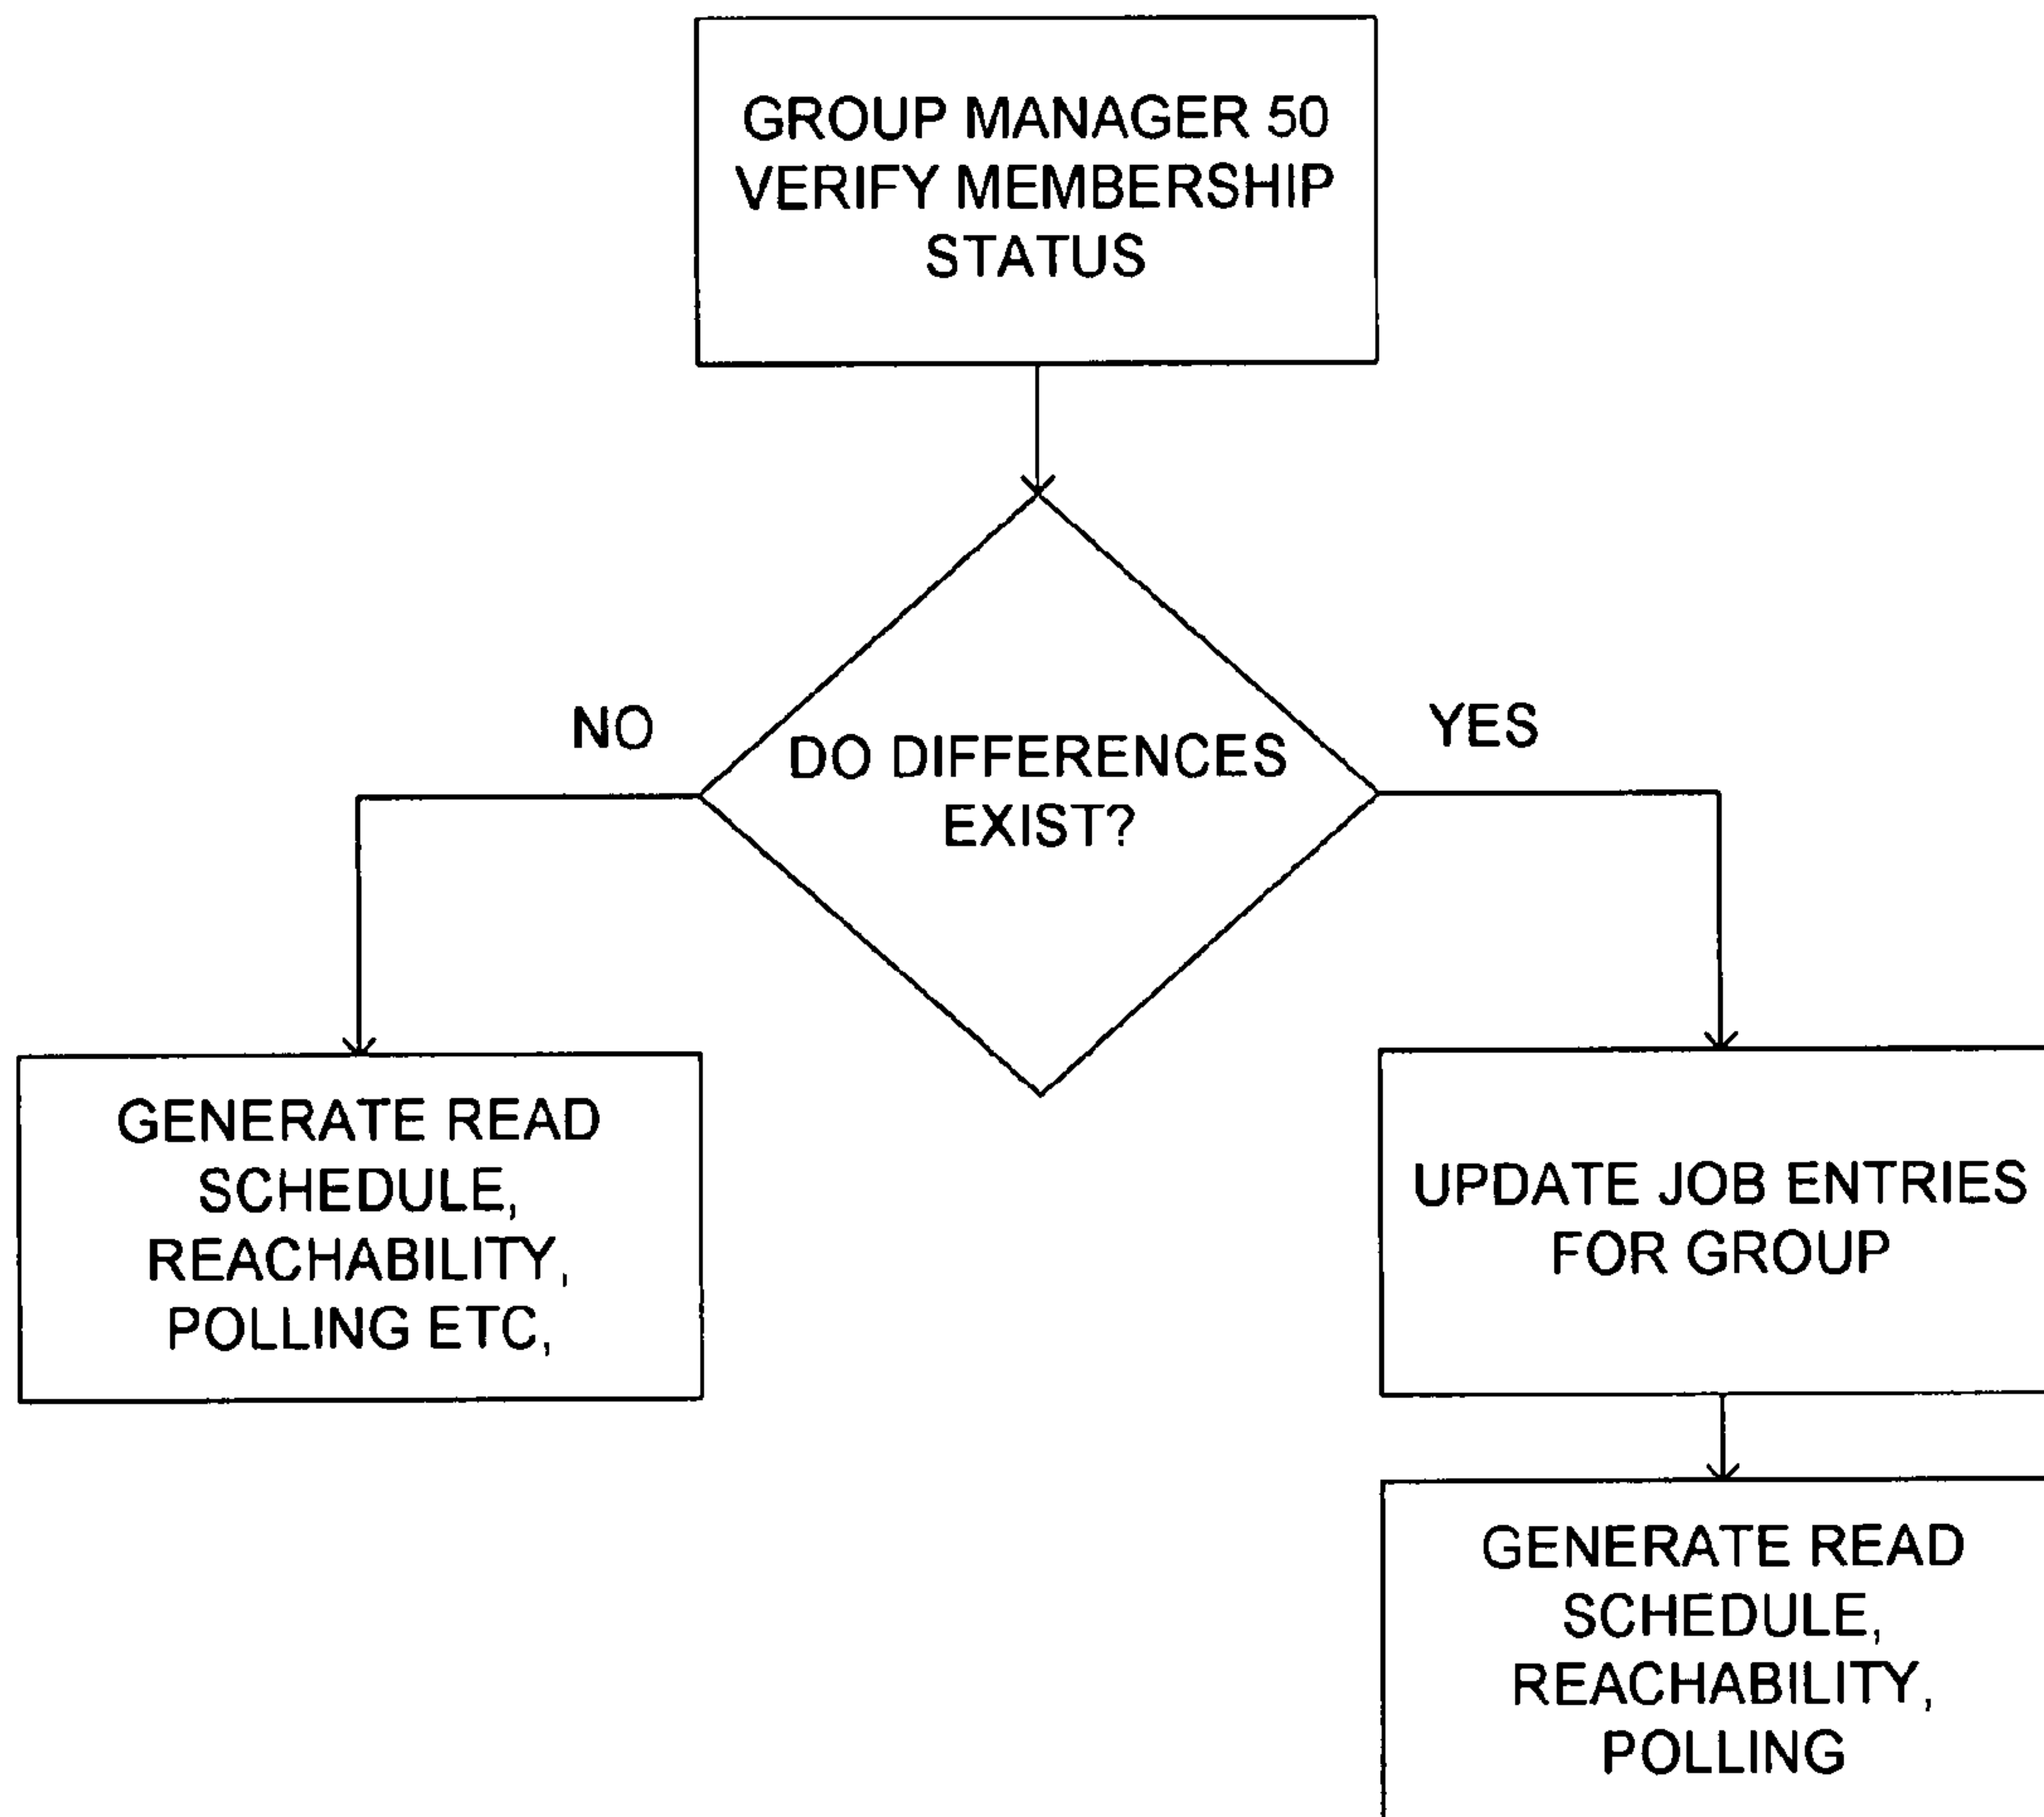 GROUP MANAGER 50
VERIFY MEMBERSHIP
STATUS
DO DIFFERENCES
EXIST?
NO
YES
GENERATE READ
SCHEDULE,
REACHABILITY,
POLLING ETC,
UPDATE JOB ENTRIES
FOR GROUP
GENERATE READ
SCHEDULE,
REACHABILITY,
POLLING